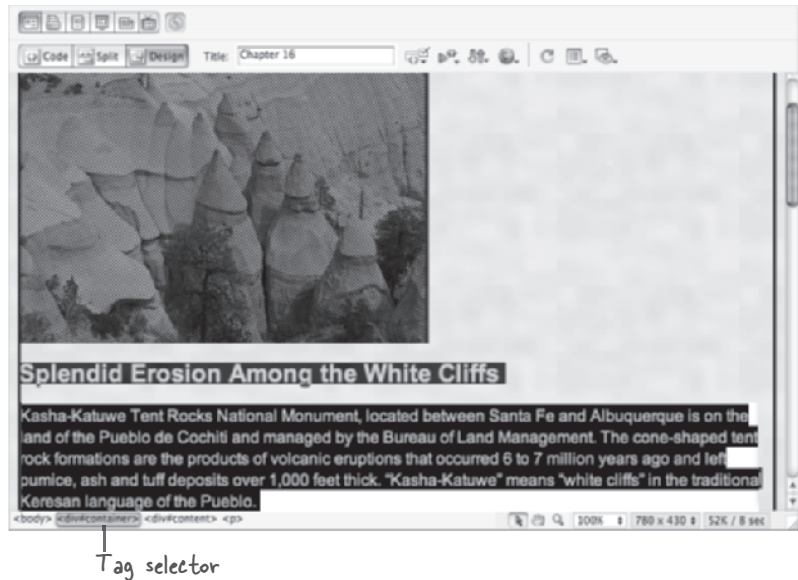 Code Split Design Title: Chapter 16
Splendid Erosion Among the White Cliffs
Kasha-Katuwe Tent Rocks National Monument, located between Santa Fe and Albuquerque is on the
land of the Pueblo de Cochiti and managed by the Bureau of Land Management. The cone-shaped tent
rock formations are the products of volcanic eruptions that occurred 6 to 7 million years ago and left
pumice, ash and tuff deposits over 1,000 feet thick. "Kasha-Katuwe" means "white cliffs" in the traditional
Keresan language of the Pueblo.
<body> <div#container> <div#content> <p> 100% 780 x 430 52K / 8 sec
Tag selector